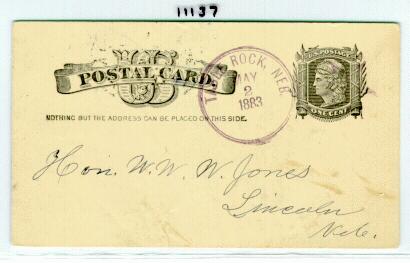 11137
U.S. POSTAGE
ONE CENT
US
POSTAL CARD.
TABLE ROCK, NEB.
MAY
2
1883
NOTHING BUT THE ADDRESS CAN BE PLACED ON THIS SIDE.
Hon. W. W. W. Jones
Lincoln
Neb.